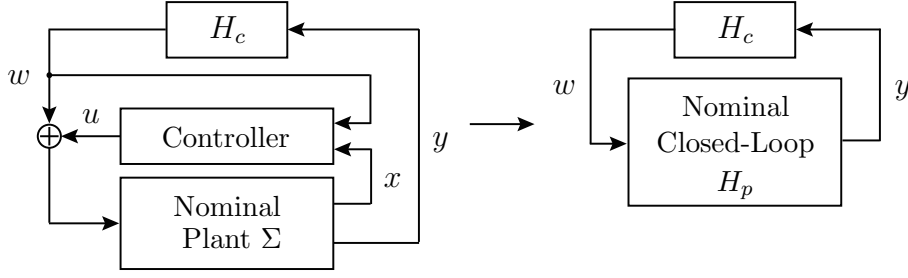 H_c
w
u
Controller
y
x
Nominal
Plant Σ
H_c
w
y
Nominal
Closed-Loop
H_p